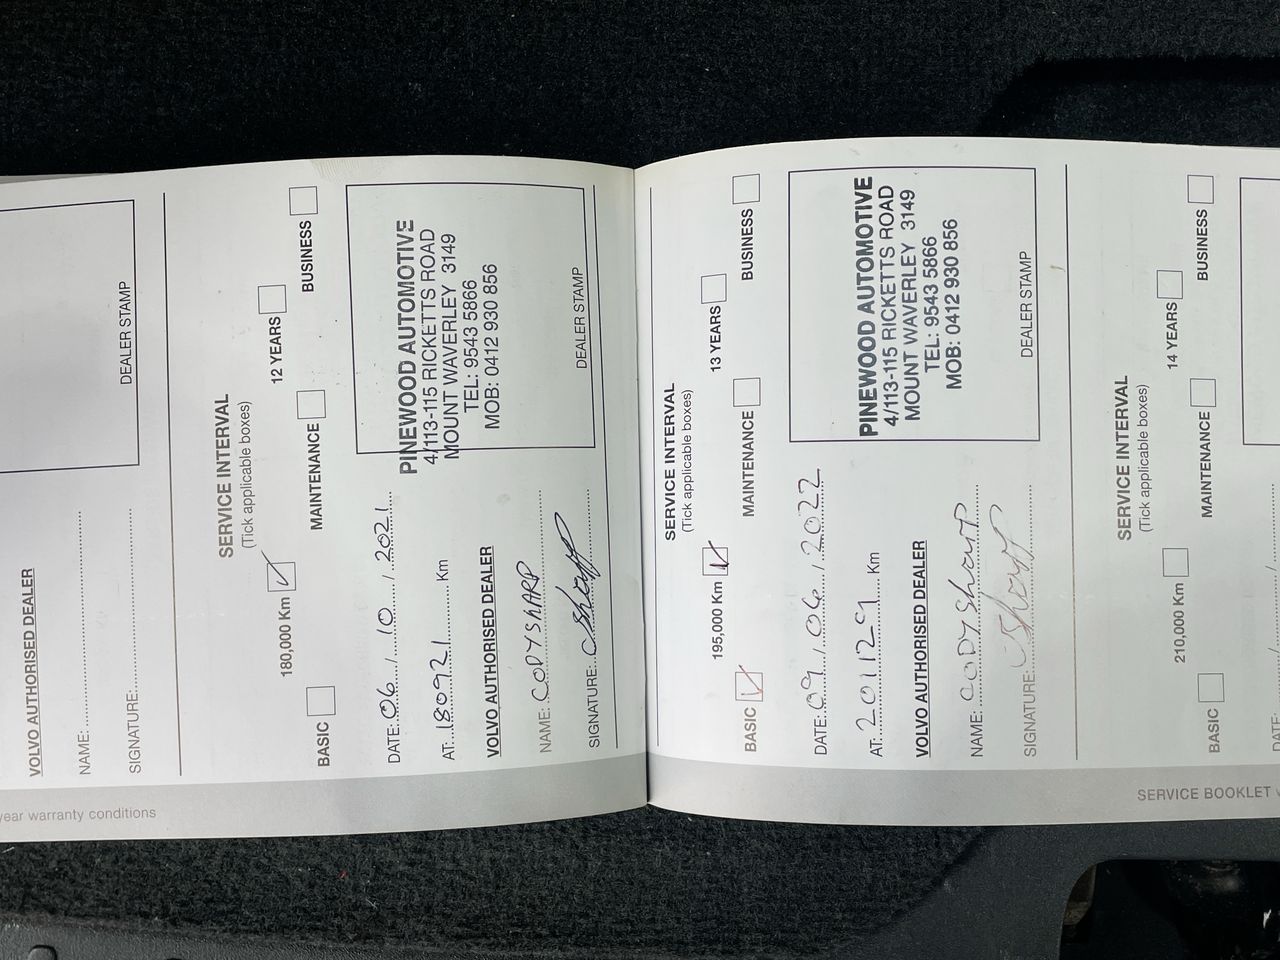 VOLVO AUTHORISED DEALER
NAME:
SIGNATURE:
DEALER STAMP
year warranty conditions
SERVICE INTERVAL
(Tick applicable boxes)
180,000 Km 12 YEARS
BASIC MAINTENANCE BUSINESS
DATE: 06 / 10 / 2021
AT: 180921 Km
VOLVO AUTHORISED DEALER
NAME: CODY SHARP
SIGNATURE: CSharp
PINEWOOD AUTOMOTIVE
4/113-115 RICKETTS ROAD
MOUNT WAVERLEY 3149
TEL: 9543 5866
MOB: 0412 930 856
DEALER STAMP
SERVICE INTERVAL
(Tick applicable boxes)
195,000 Km 13 YEARS
BASIC MAINTENANCE BUSINESS
DATE: 09 / 06 / 2022
AT: 201129 Km
VOLVO AUTHORISED DEALER
NAME: CODY Sharp
SIGNATURE: CSharp
PINEWOOD AUTOMOTIVE
4/113-115 RICKETTS ROAD
MOUNT WAVERLEY 3149
TEL: 9543 5866
MOB: 0412 930 856
DEALER STAMP
SERVICE INTERVAL
(Tick applicable boxes)
210,000 Km 14 YEARS
BASIC MAINTENANCE BUSINESS
DATE:
SERVICE BOOKLET